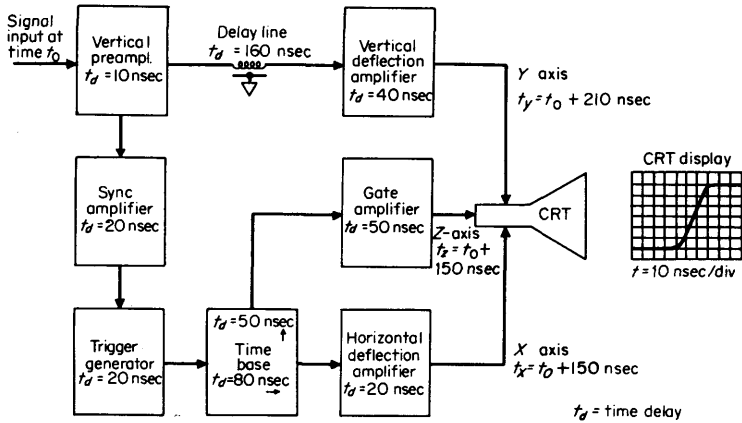 Signal
input at
time t₀
Vertical
preampl.
t_d = 10 nsec
Delay line
t_d = 160 nsec
Vertical
deflection
amplifier
t_d = 40 nsec
Y axis
t_y = t₀ + 210 nsec
Sync
amplifier
t_d = 20 nsec
Gate
amplifier
t_d = 50 nsec
Z-axis
t_z = t₀ +
150 nsec
CRT
CRT display
t = 10 nsec/div
Trigger
generator
t_d = 20 nsec
t_d = 50 nsec
Time
base
t_d = 80 nsec
Horizontal
deflection
amplifier
t_d = 20 nsec
X axis
t_x = t₀ + 150 nsec
t_d = time delay